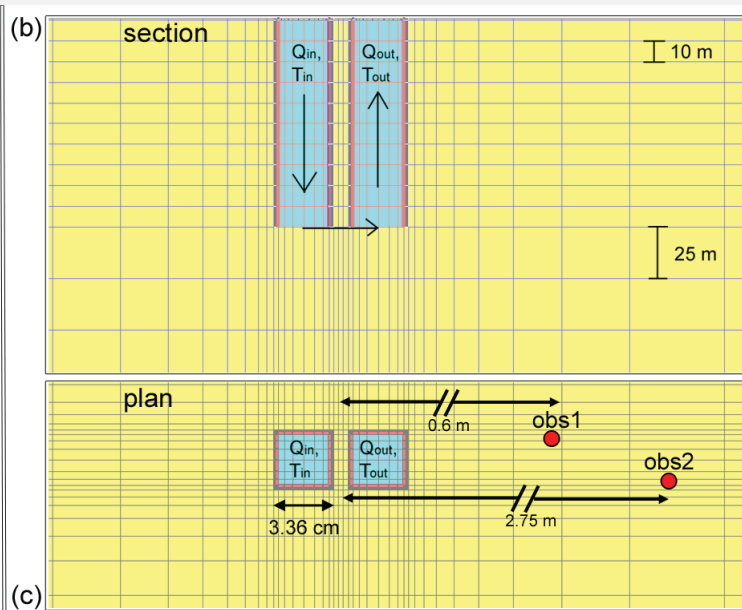 (b)
section
Qin, Qout,
Tin Tout
10 m
25 m
plan
0.6 m
obs1
Qin, Qout,
Tin Tout
obs2
3.36 cm
2.75 m
(c)